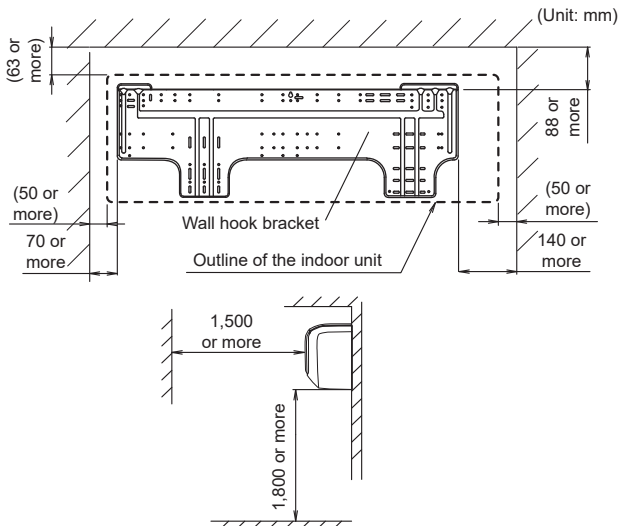 (Unit: mm)
(63 or
more)
88 or
more
(50 or
more)
70 or
more
Wall hook bracket
Outline of the indoor unit
(50 or
more)
140 or
more
1,500
or more
1,800 or more